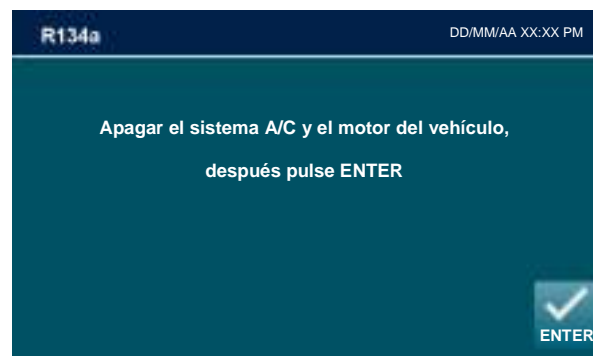 R134a
DD/MM/AA XX:XX PM
Apagar el sistema A/C y el motor del vehículo,
después pulse ENTER
ENTER